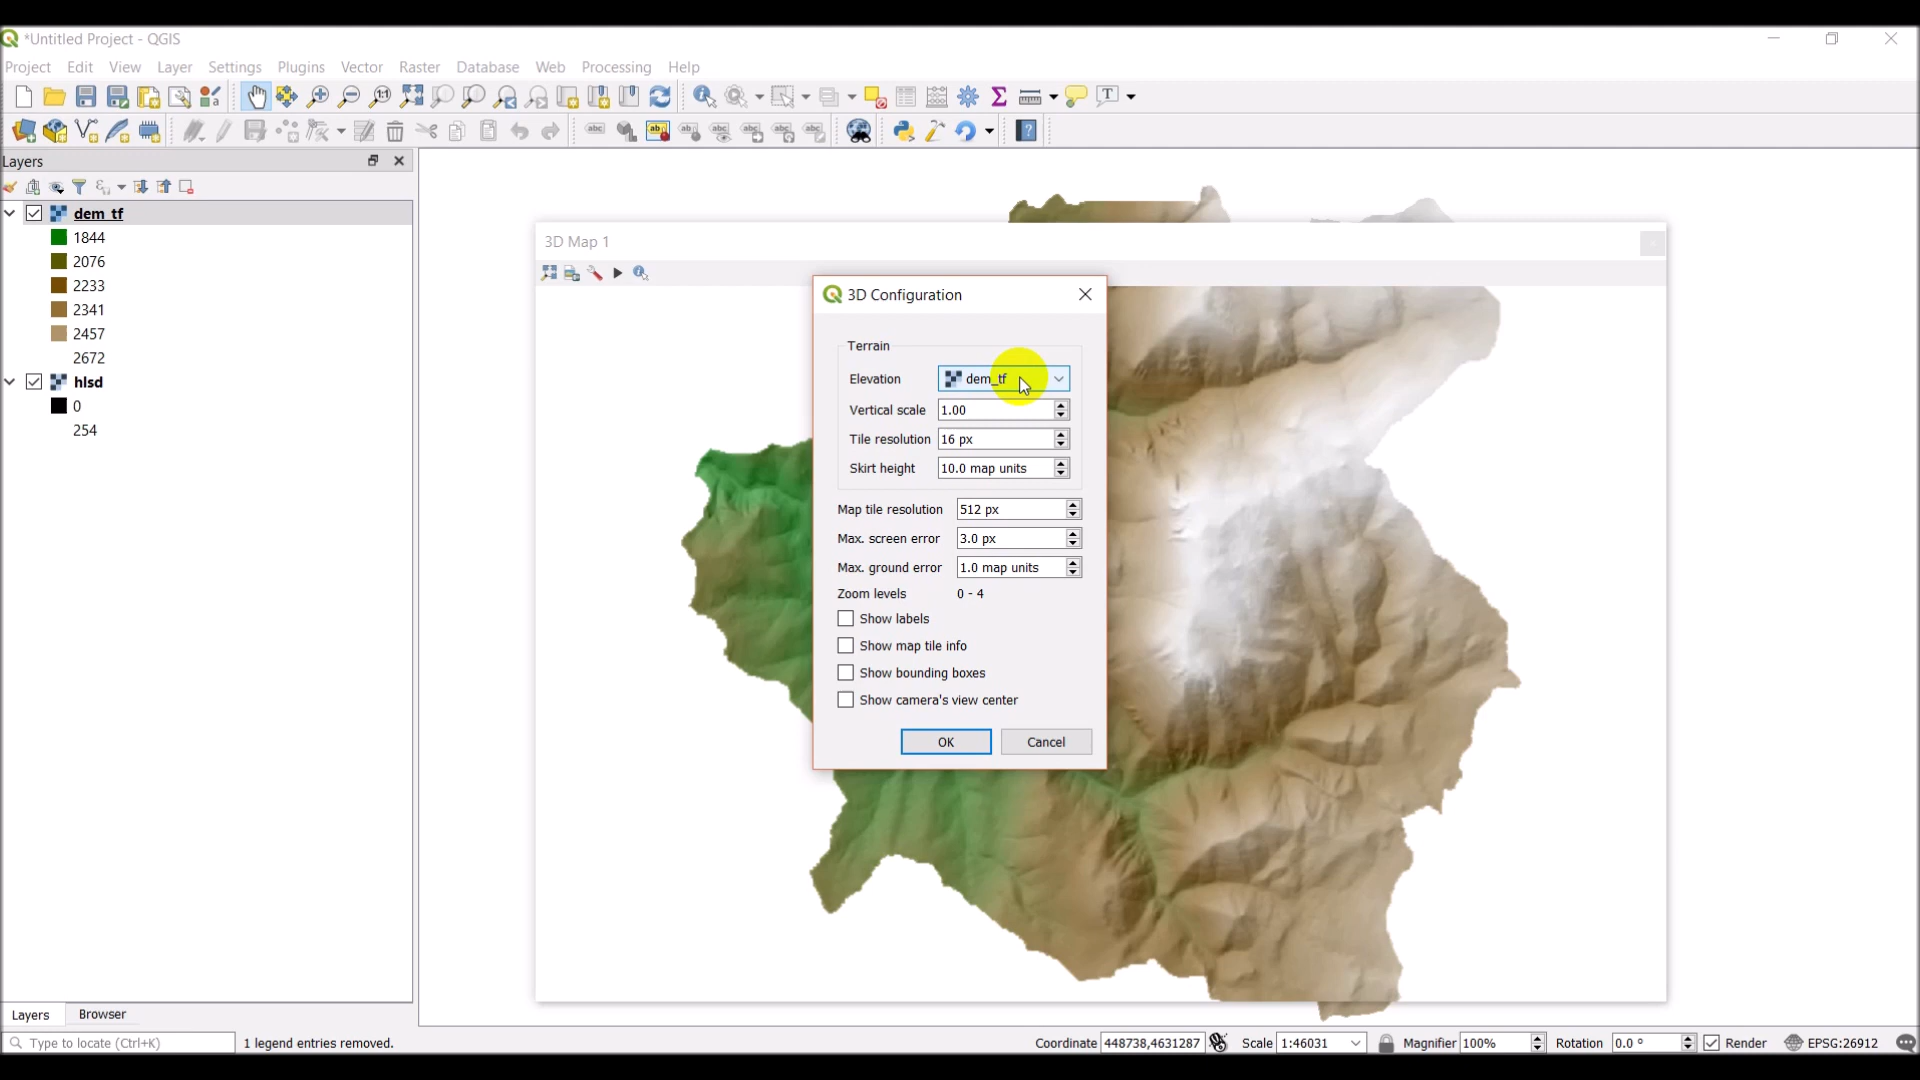 *Untitled Project - QGIS
Project Edit View Layer Settings Plugins Vector Raster Database Web Processing Help
Layers
dem_tf
1844
2076
2233
2341
2457
2672
hlsd
0
254
3D Map 1
3D Configuration
Terrain
Elevation dem_tf
Vertical scale 1.00
Tile resolution 16 px
Skirt height 10.0 map units
Map tile resolution 512 px
Max. screen error 3.0 px
Max. ground error 1.0 map units
Zoom levels 0 - 4
Show labels
Show map tile info
Show bounding boxes
Show camera's view center
OK Cancel
Layers Browser
Type to locate (Ctrl+K) 1 legend entries removed. Coordinate 448738,4631287 Scale 1:46031 Magnifier 100% Rotation 0.0 ° Render EPSG:26912